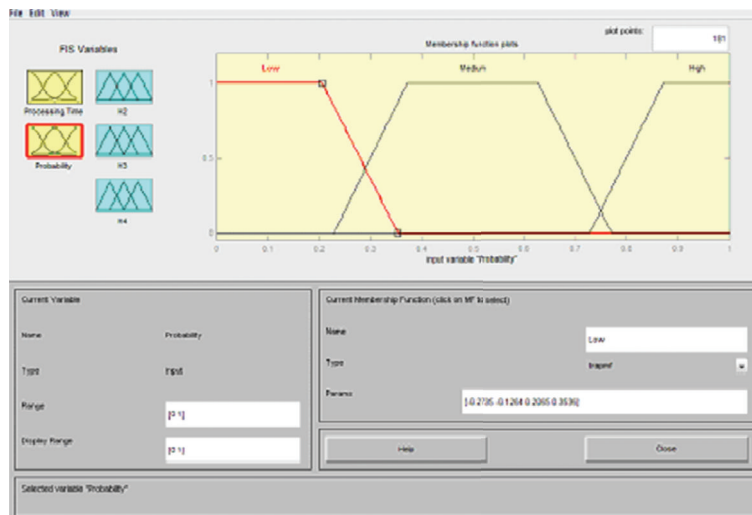 File Edit View
FIS Variables
Membership function plots
plot points:
181
Processing Time
H2
Probability
H3
H4
Low
Medium
High
1
0.5
0
0 0.1 0.2 0.3 0.4 0.5 0.6 0.7 0.8 0.9 1
Input variable "Probability"
Current Variable
Name Probability
Type Input
Range [0 1]
Display Range [0 1]
Current Membership Function (click on MF to select)
Name Low
Type trapmf
Params
Help Close
Selected variable "Probability"